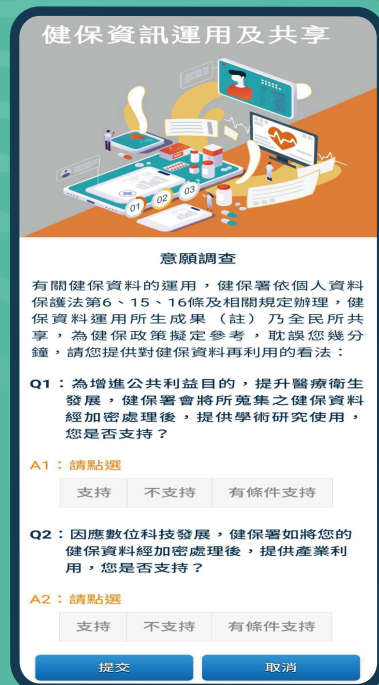 健保資訊運用及共享
01
02
03
意願調查
有關健保資料的運用，健保署依個人資料
保護法第6、15、16條及相關規定辦理，健
保資料運用所生成果（註）乃全民所共
享，為健保政策擬定參考，耽誤您幾分
鐘，請您提供對健保資料再利用的看法：
Q1：為增進公共利益目的，提升醫療衛生
發展，健保署會將所蒐集之健保資料
經加密處理後，提供學術研究使用，
您是否支持？
A1：請點選
支持 不支持 有條件支持
Q2：因應數位科技發展，健保署如將您的
健保資料經加密處理後，提供產業利
用，您是否支持？
A2：請點選
支持 不支持 有條件支持
提交 取消